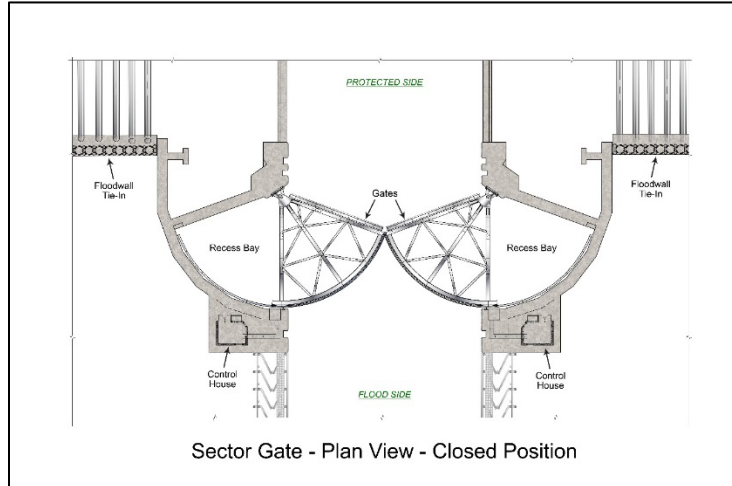 PROTECTED SIDE
Floodwall
Tie-In
Floodwall
Tie-In
Gates
Recess Bay
Recess Bay
Control
House
Control
House
FLOOD SIDE
Sector Gate - Plan View - Closed Position